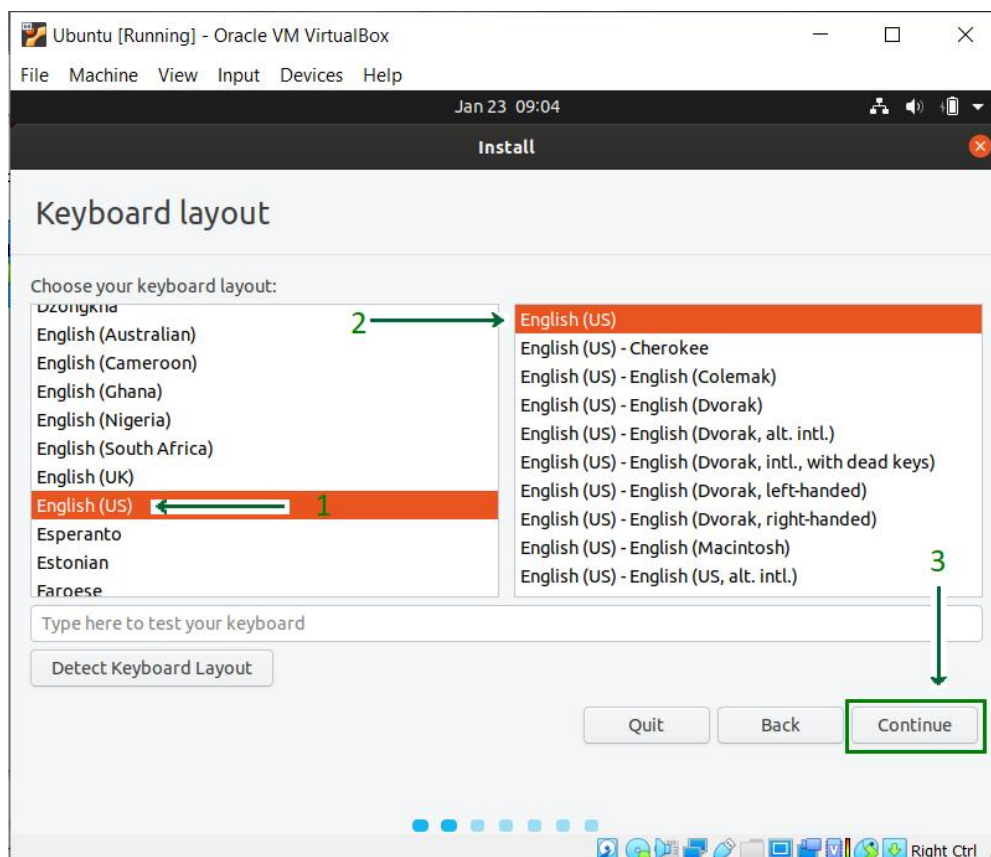 Ubuntu [Running] - Oracle VM VirtualBox
File Machine View Input Devices Help
Jan 23 09:04
Install
Keyboard layout
Choose your keyboard layout:
Dzongkha
English (Australian)
English (Cameroon)
English (Ghana)
English (Nigeria)
English (South Africa)
English (UK)
English (US) 1
Esperanto
Estonian
Faroese
2
English (US)
English (US) - Cherokee
English (US) - English (Colemak)
English (US) - English (Dvorak)
English (US) - English (Dvorak, alt. intl.)
English (US) - English (Dvorak, intl., with dead keys)
English (US) - English (Dvorak, left-handed)
English (US) - English (Dvorak, right-handed)
English (US) - English (Macintosh)
English (US) - English (US, alt. intl.)
3
Type here to test your keyboard
Detect Keyboard Layout
Quit Back Continue
Right Ctrl